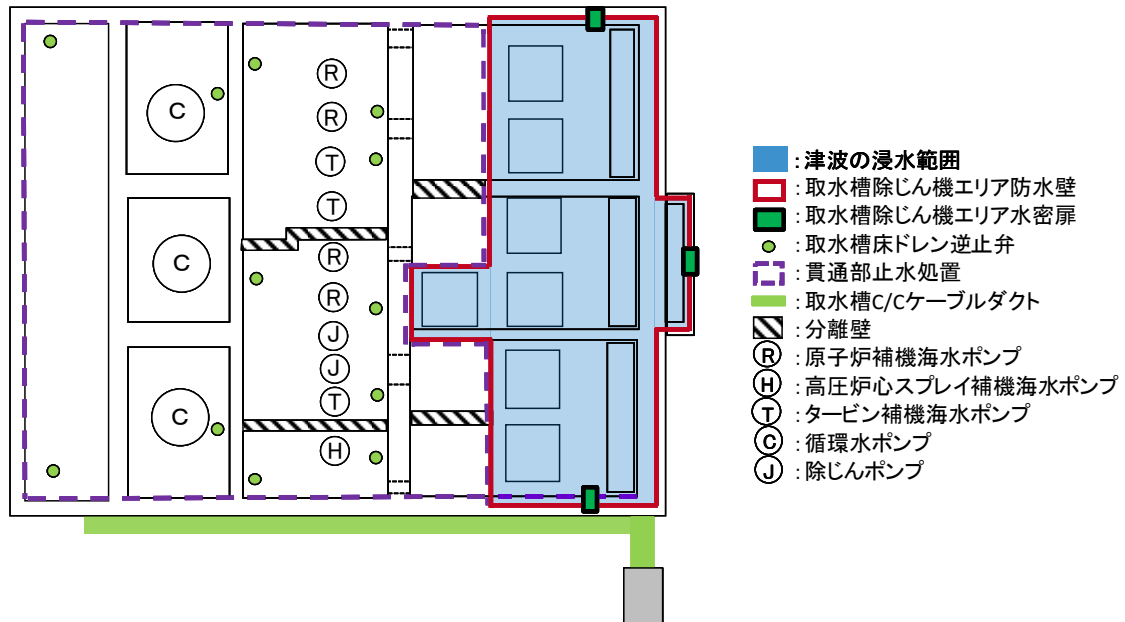 R
C
R
T
T
C
R
R
J
J
C
T
H
:津波の浸水範囲
:取水槽除じん機エリア防水壁
:取水槽除じん機エリア水密扉
:取水槽床ドレン逆止弁
:貫通部止水処置
:取水槽C/Cケーブルダクト
:分離壁
R:原子炉補機海水ポンプ
H:高圧炉心スプレイ補機海水ポンプ
T:タービン補機海水ポンプ
C:循環水ポンプ
J:除じんポンプ